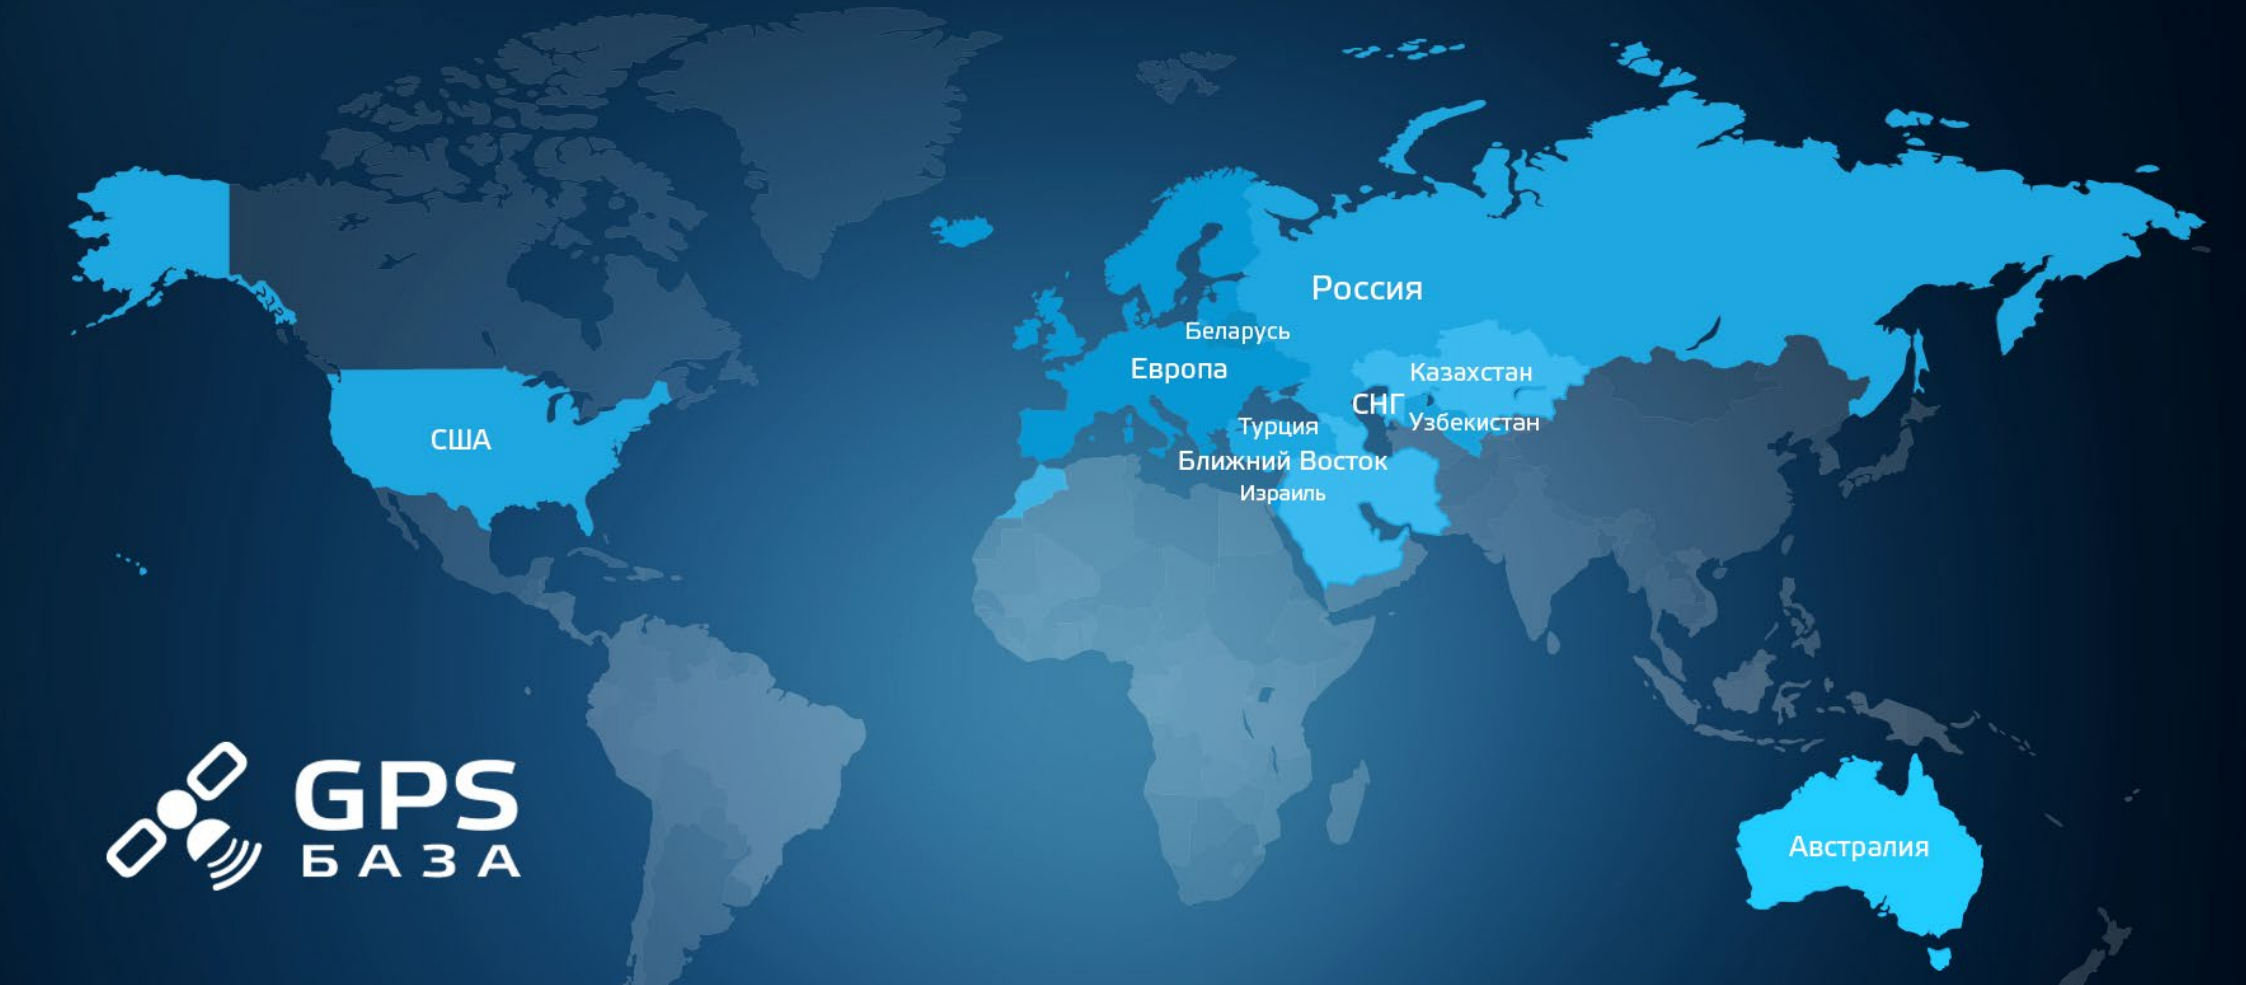 Россия
Беларусь
Европа
Казахстан
СНГ
Узбекистан
США
Турция
Ближний Восток
Израиль
GPS
БАЗА
Австралия